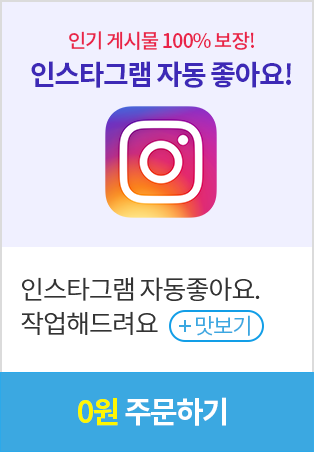 인기 게시물 100% 보장!
인스타그램 자동 좋아요!
인스타그램 자동좋아요.
작업해드려요 +맛보기
0원 주문하기